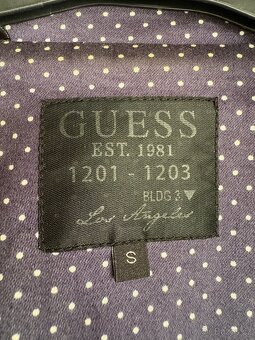 GUESS
EST. 1981
1201 - 1203
BLDG 3
Los Angeles
S